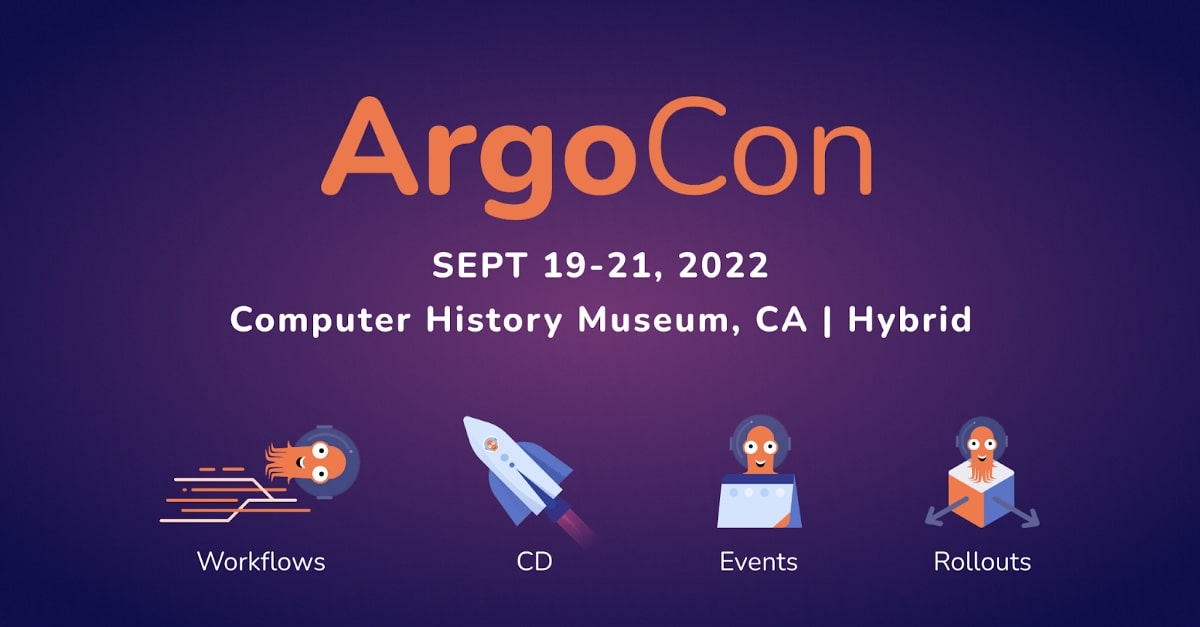 ArgoCon
SEPT 19-21, 2022
Computer History Museum, CA | Hybrid
Workflows
CD
Events
Rollouts